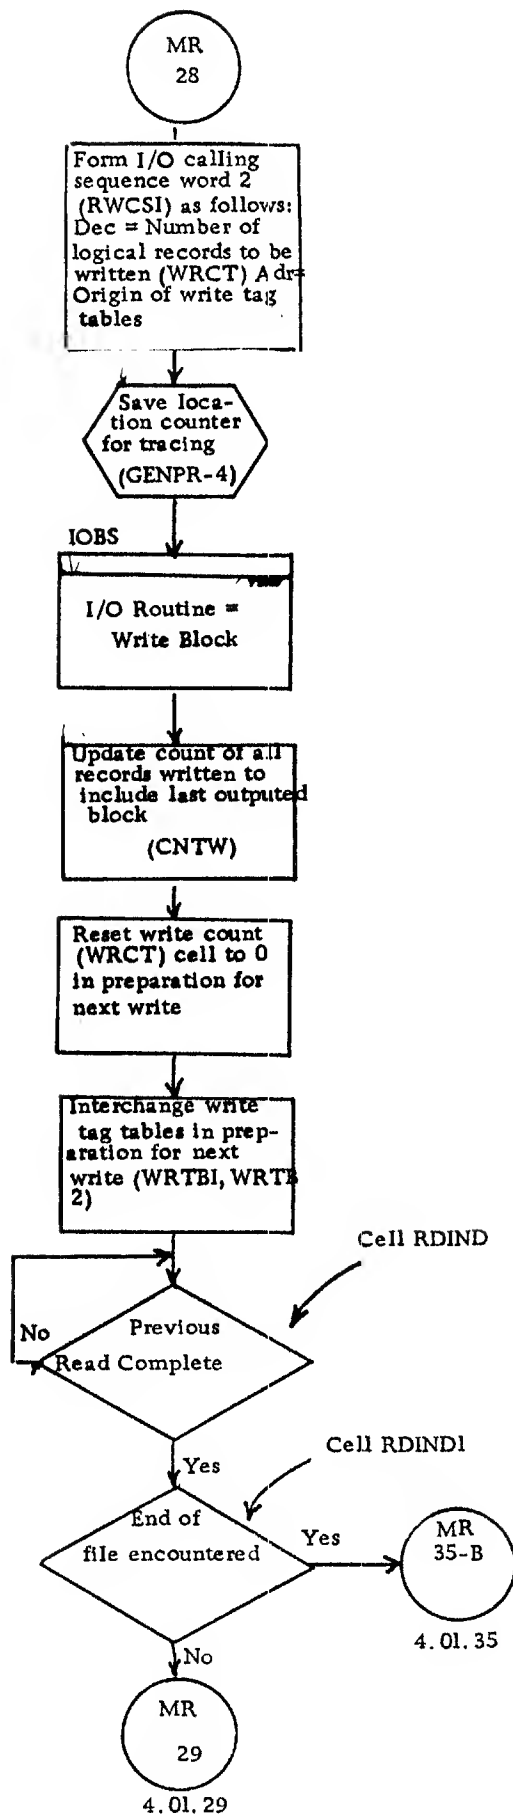 MR
28
Form I/O calling
sequence word 2
(RWCSI) as follows:
Dec = Number of
logical records to be
written (WRCT) Adr=
Origin of write tag
tables
Save loca-
tion counter
for tracing
(GENPR-4)
IOBS
I/O Routine =
Write Block
Update count of all
records written to
include last outputed
block
(CNTW)
Reset write count
(WRCT) cell to 0
in preparation for
next write
Interchange write
tag tables in prep-
aration for next
write (WRTBI, WRTB
2)
Cell RDIND
Previous
No
Read Complete
Yes
Cell RDIND1
End of
file encountered
Yes
MR
35-B
4.01.35
No
MR
29
4.01.29